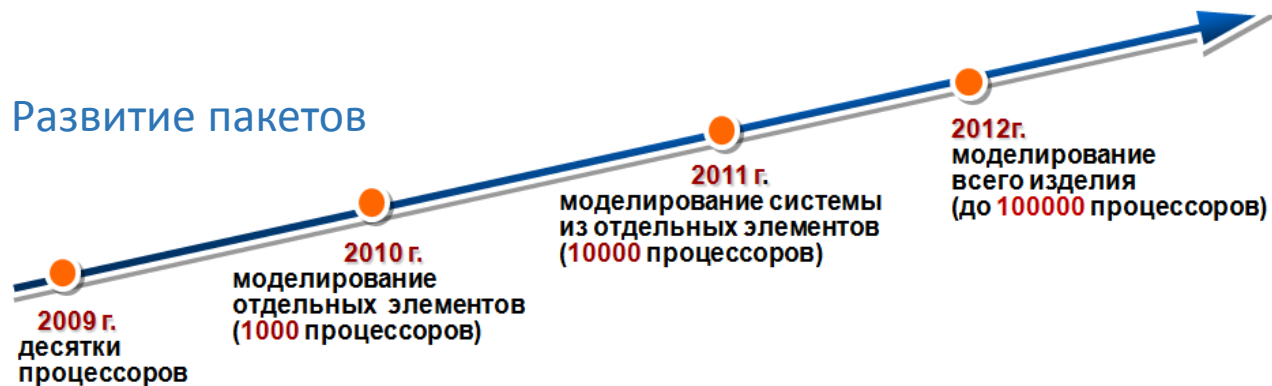 Развитие пакетов
2009 г.
десятки
процессоров
2010 г.
моделирование
отдельных элементов
(1000 процессоров)
2011 г.
моделирование системы
из отдельных элементов
(10000 процессоров)
2012г.
моделирование
всего изделия
(до 100000 процессоров)